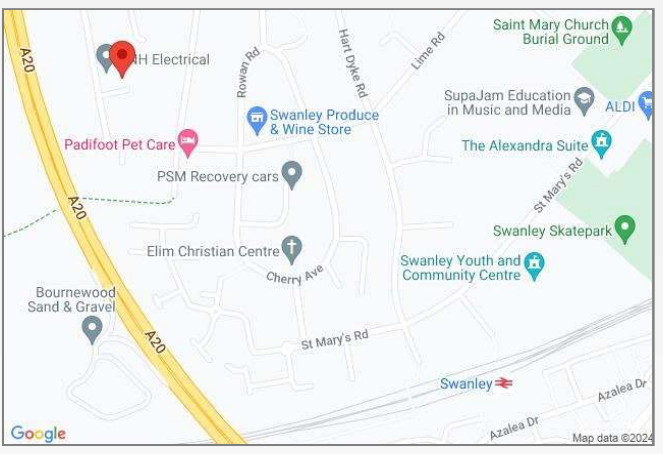 Saint Mary Church
Burial Ground
A20
NH Electrical
Rowan Rd
Hart Dyke Rd
Lime Rd
SupaJam Education
in Music and Media
ALDI
Swanley Produce
& Wine Store
Padifoot Pet Care
The Alexandra Suite
PSM Recovery cars
St Mary's Rd
A20
Swanley Skatepark
Elim Christian Centre
Swanley Youth and
Community Centre
Cherry Ave
Bournewood
Sand & Gravel
A20
St Mary's Rd
Swanley
Azalea Dr
Azalea Dr
Google
Map data ©2024